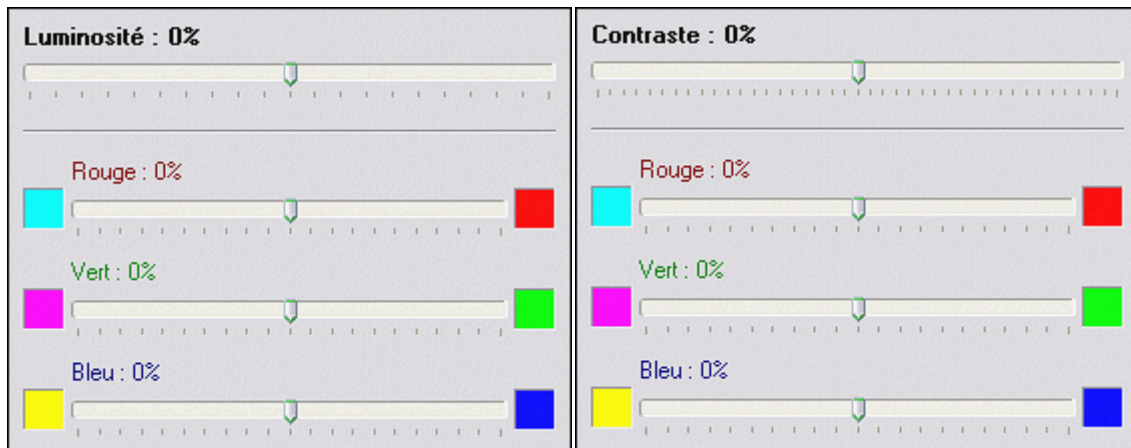 Luminosité : 0%
Rouge : 0%
Vert : 0%
Bleu : 0%
Contraste : 0%
Rouge : 0%
Vert : 0%
Bleu : 0%